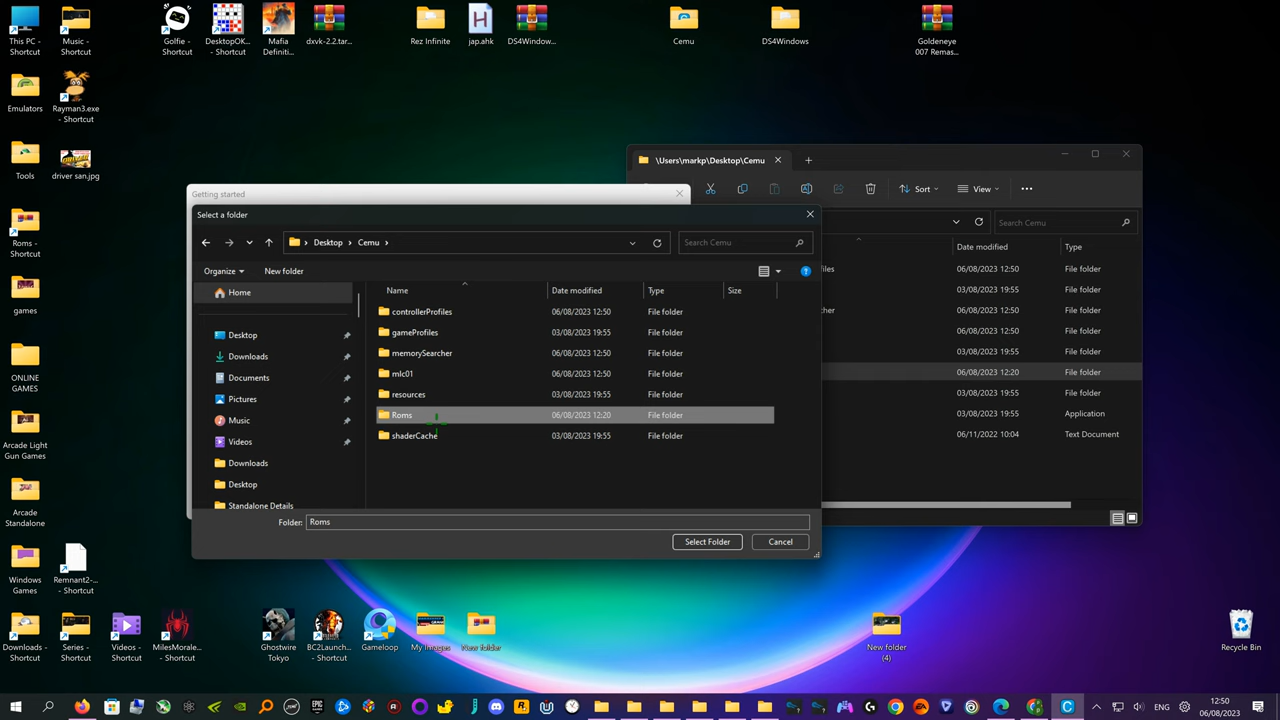 This PC -
Shortcut
Music -
Shortcut
Golfie -
Shortcut
DesktopOK
- Shortcut
Mafia
Definiti...
dxvk-2.2.tar...
Rez Infinite
jap.ahk
DS4Window...
Cemu
DS4Windows
Goldeneye
007 Remas...
Emulators
Rayman3.exe
- Shortcut
Tools
driver san.jpg
Roms -
Shortcut
games
ONLINE
GAMES
Arcade Light
Gun Games
Arcade
Standalone
Windows
Games
Remnant2-...
- Shortcut
\Users\markp\Desktop\Cemu
Sort
View
Search Cemu
Date modified
Type
files
06/08/2023 12:50
File folder
03/08/2023 19:55
File folder
cher
06/08/2023 12:50
File folder
06/08/2023 12:50
File folder
03/08/2023 19:55
File folder
06/08/2023 12:20
File folder
03/08/2023 19:55
File folder
03/08/2023 19:55
Application
06/11/2022 10:04
Text Document
Getting started
Select a folder
Desktop
Cemu
Search Cemu
Organize
New folder
Home
Desktop
Downloads
Documents
Pictures
Music
Videos
Downloads
Desktop
Standalone Details
Name
Date modified
Type
Size
controllerProfiles
06/08/2023 12:50
File folder
gameProfiles
03/08/2023 19:55
File folder
memorySearcher
06/08/2023 12:50
File folder
mlc01
06/08/2023 12:50
File folder
resources
03/08/2023 19:55
File folder
Roms
06/08/2023 12:20
File folder
shaderCache
03/08/2023 19:55
File folder
Folder:
Roms
Select Folder
Cancel
Downloads -
Shortcut
Series -
Shortcut
Videos -
Shortcut
MilesMorale...
- Shortcut
Ghostwire
Tokyo
BC2Launch...
- Shortcut
Gameloop
My Images
New folder
New folder
(4)
Recycle Bin
ENG
12:50
06/08/2023